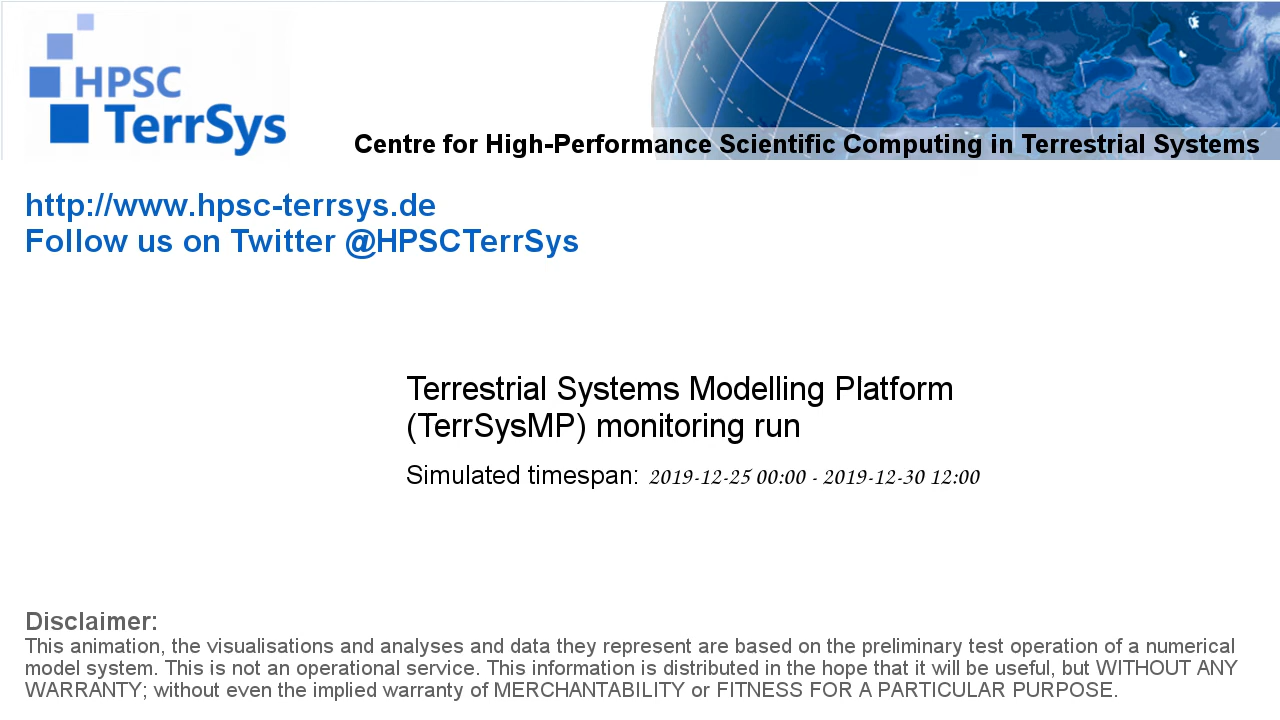 HPSC
TerrSys
Centre for High-Performance Scientific Computing in Terrestrial Systems
http://www.hpsc-terrsys.de
Follow us on Twitter @HPSCTerrSys
Terrestrial Systems Modelling Platform
(TerrSysMP) monitoring run
Simulated timespan: 2019-12-25 00:00 - 2019-12-30 12:00
Disclaimer:
This animation, the visualisations and analyses and data they represent are based on the preliminary test operation of a numerical
model system. This is not an operational service. This information is distributed in the hope that it will be useful, but WITHOUT ANY
WARRANTY; without even the implied warranty of MERCHANTABILITY or FITNESS FOR A PARTICULAR PURPOSE.